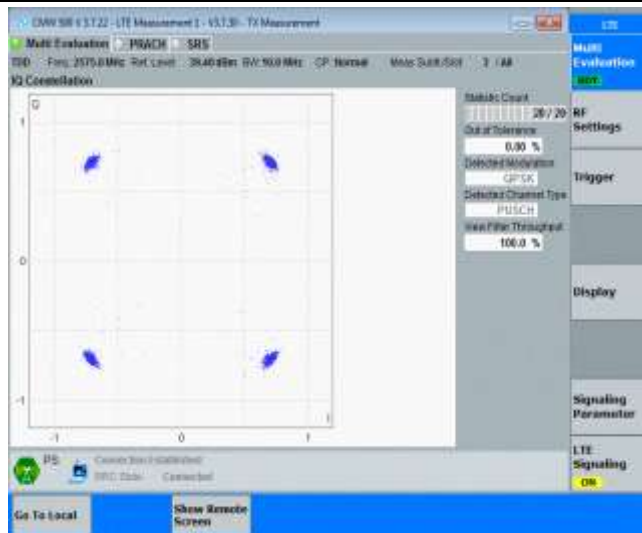 CMW 500 V 3.7.22 - LTE Measurement 1 - V3.7.30 - TX Measurement
Multi Evaluation PRACH SRS
TDD Freq: 2575.0 MHz Ref. Level: 39.40 dBm BW: 10.0 MHz CP: Normal Meas Subfr./Slot 2 / All
IQ Constellation
Q
1
0
-1
-1 0 1
I
Statistic Count
20 / 20
Out of Tolerance
0.00 %
Detected Modulation
QPSK
Detected Channel Type
PUSCH
View Filter Throughput
100.0 %
PS
Connection Established
RRC State Connected
LTE
Multi
Evaluation
RF
Settings
Trigger
Display
Signaling
Parameter
LTE
Signaling
ON
Go To Local
Show Remote
Screen